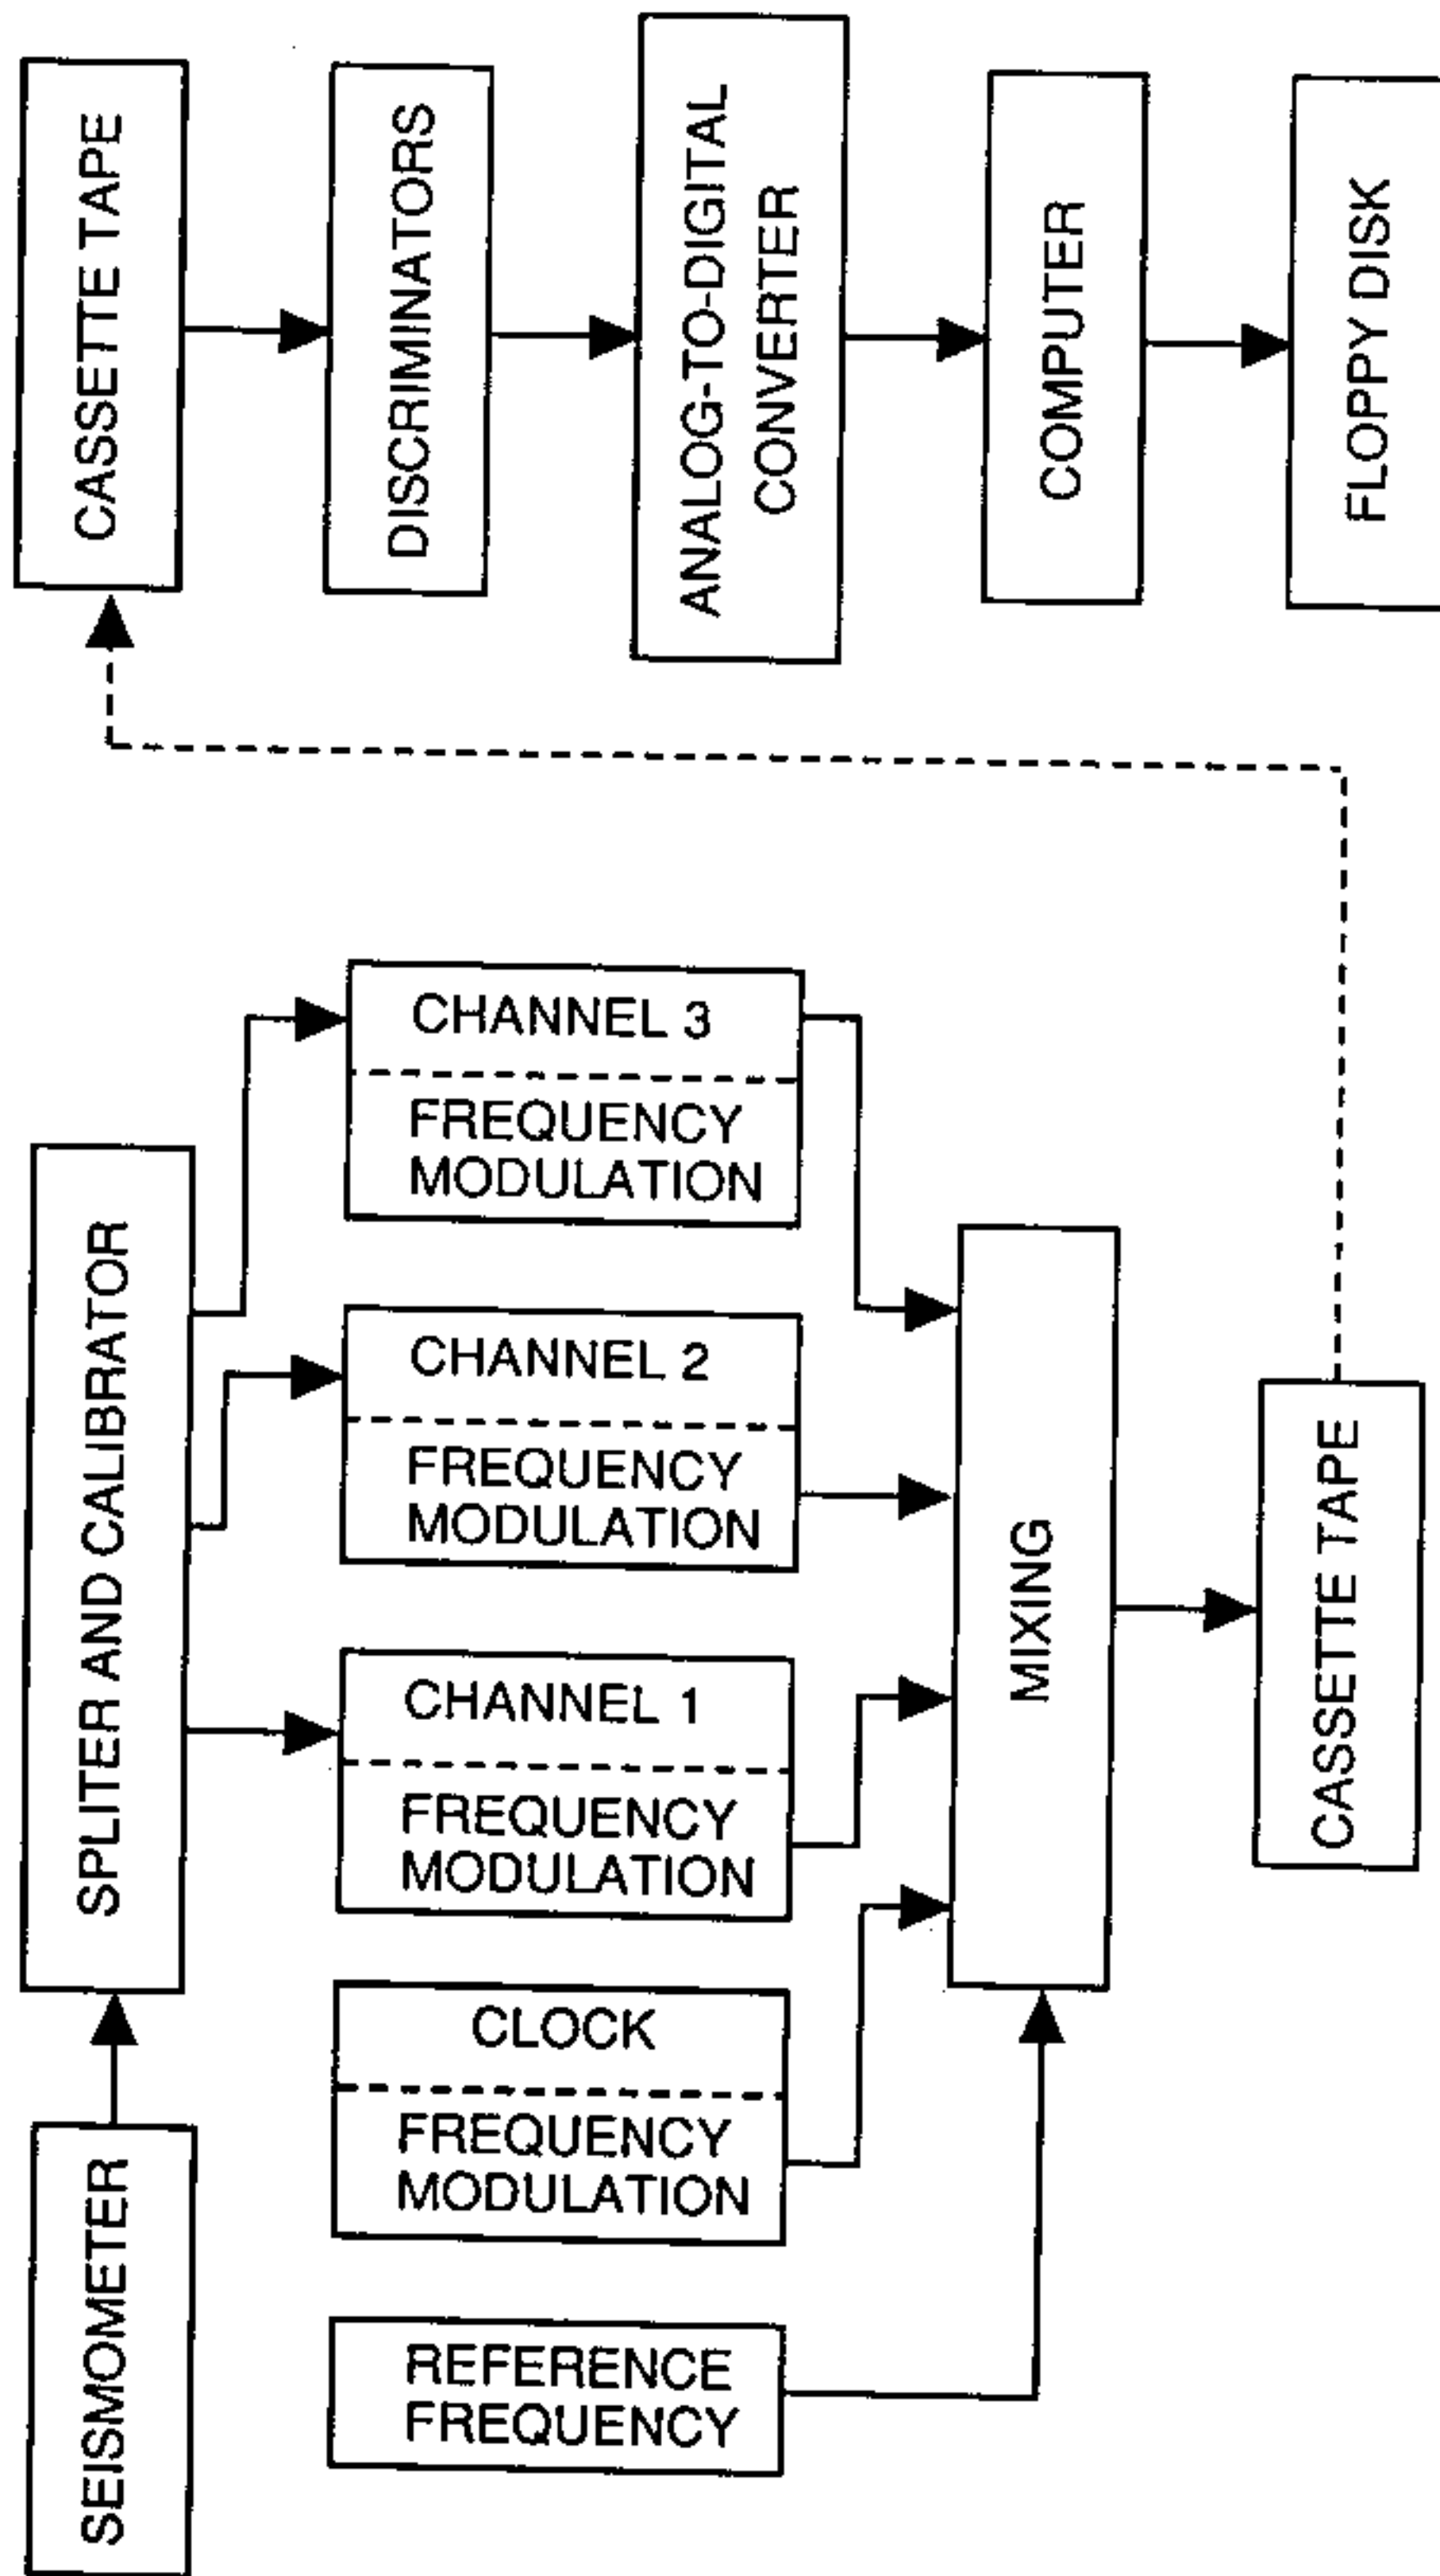 SEISMOMETER
SPLITER AND CALIBRATOR
CHANNEL 3
FREQUENCY
MODULATION
CHANNEL 2
FREQUENCY
MODULATION
CHANNEL 1
FREQUENCY
MODULATION
CLOCK
FREQUENCY
MODULATION
REFERENCE
FREQUENCY
MIXING
CASSETTE TAPE
CASSETTE TAPE
DISCRIMINATORS
ANALOG-TO-DIGITAL
CONVERTER
COMPUTER
FLOPPY DISK